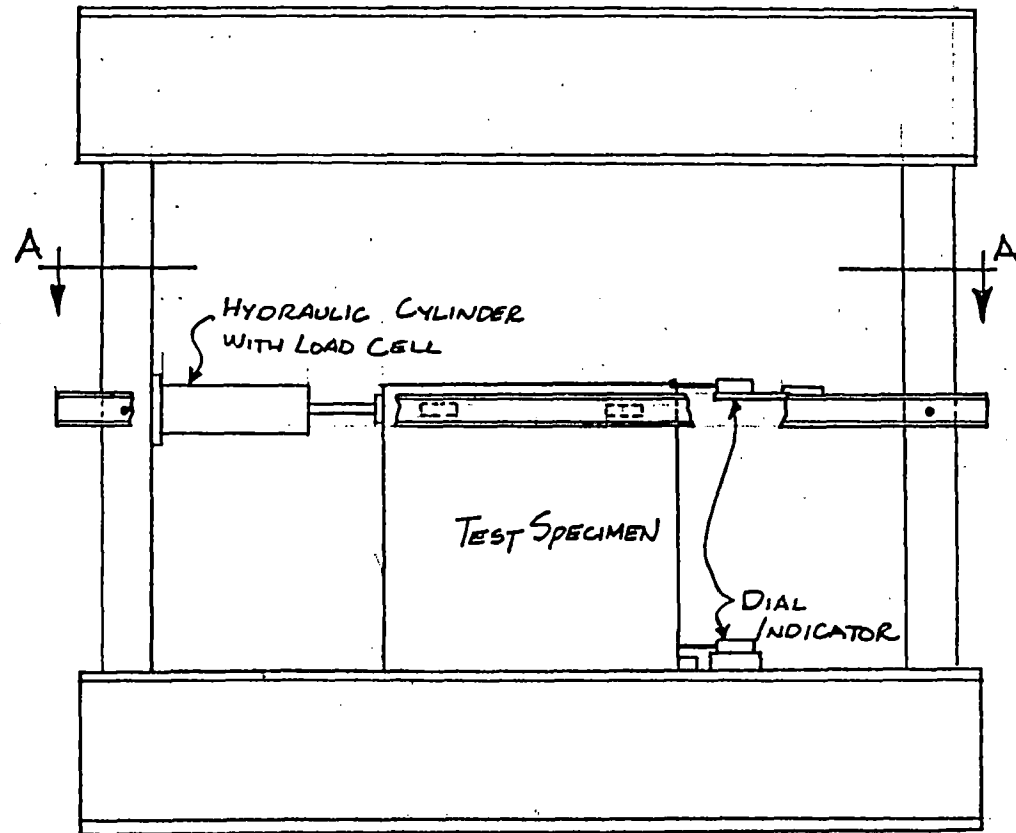 A
A
HYDRAULIC CYLINDER
WITH LOAD CELL
TEST SPECIMEN
DIAL
INDICATOR